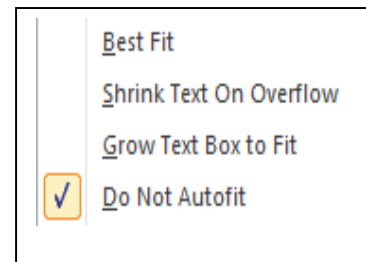 Best Fit
Shrink Text On Overflow
Grow Text Box to Fit
Do Not Autofit